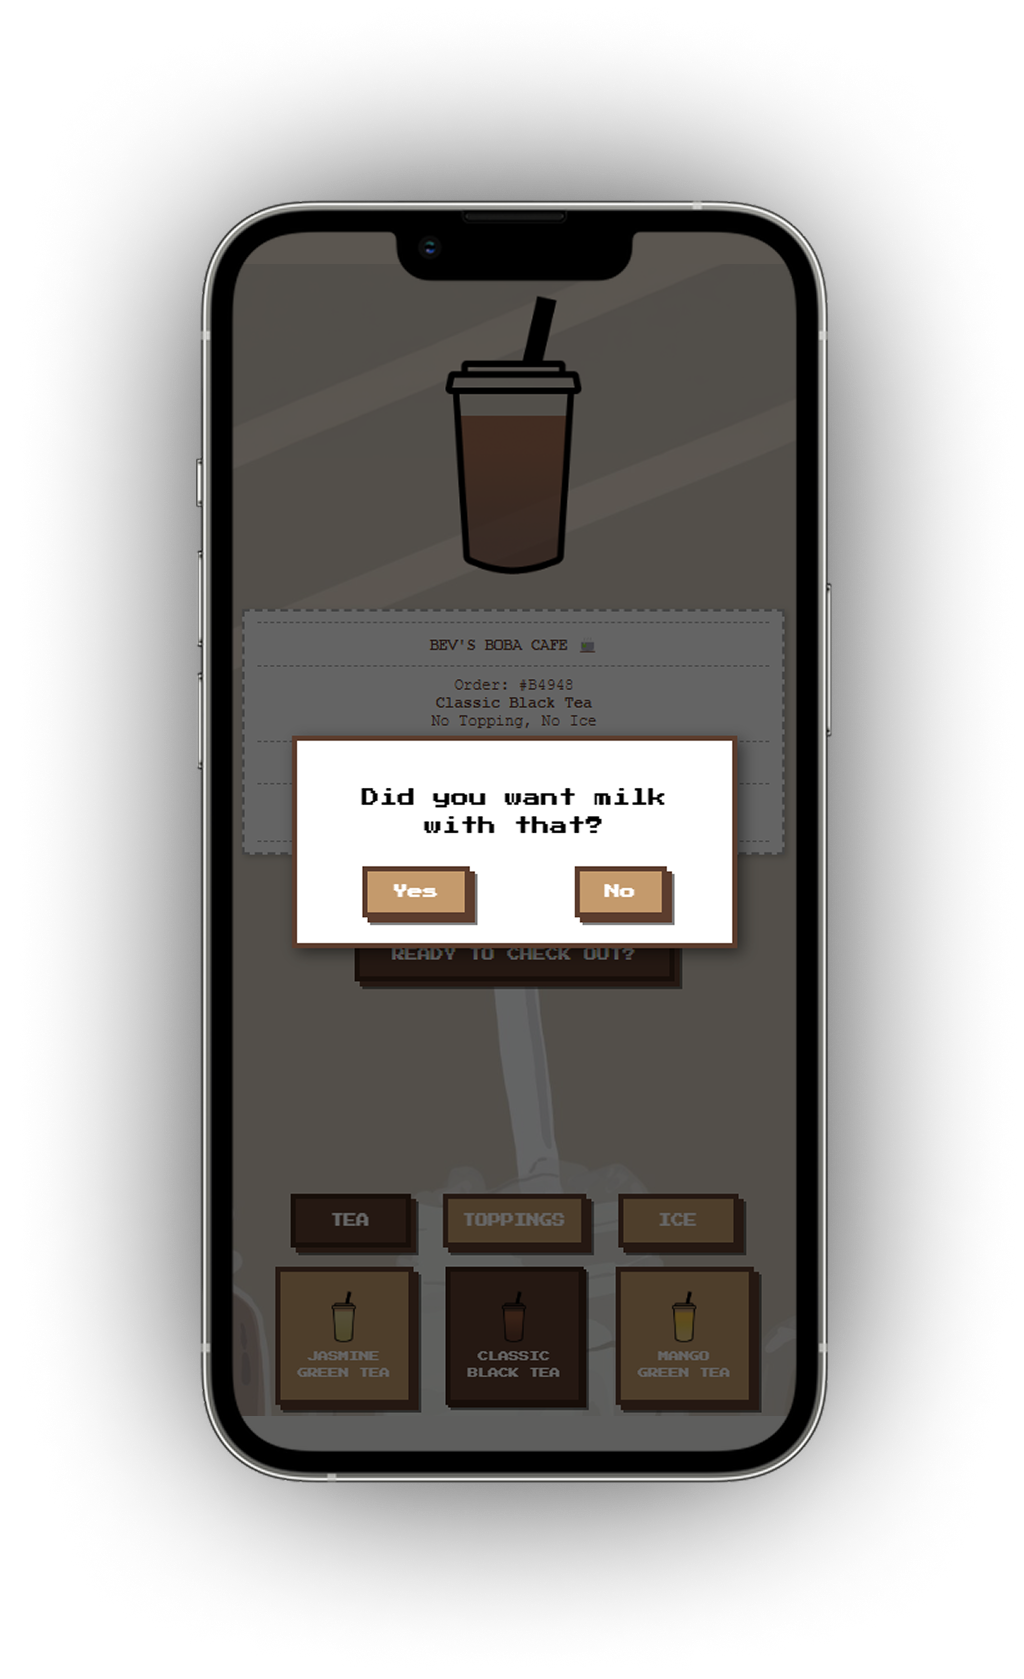 BEV'S BOBA CAFE
Order: #B4948
Classic Black Tea
No Topping, No Ice
Did you want milk
with that?
Yes No
READY TO CHECK OUT?
TEA TOPPINGS ICE
JASMINE
GREEN TEA
CLASSIC
BLACK TEA
MANGO
GREEN TEA